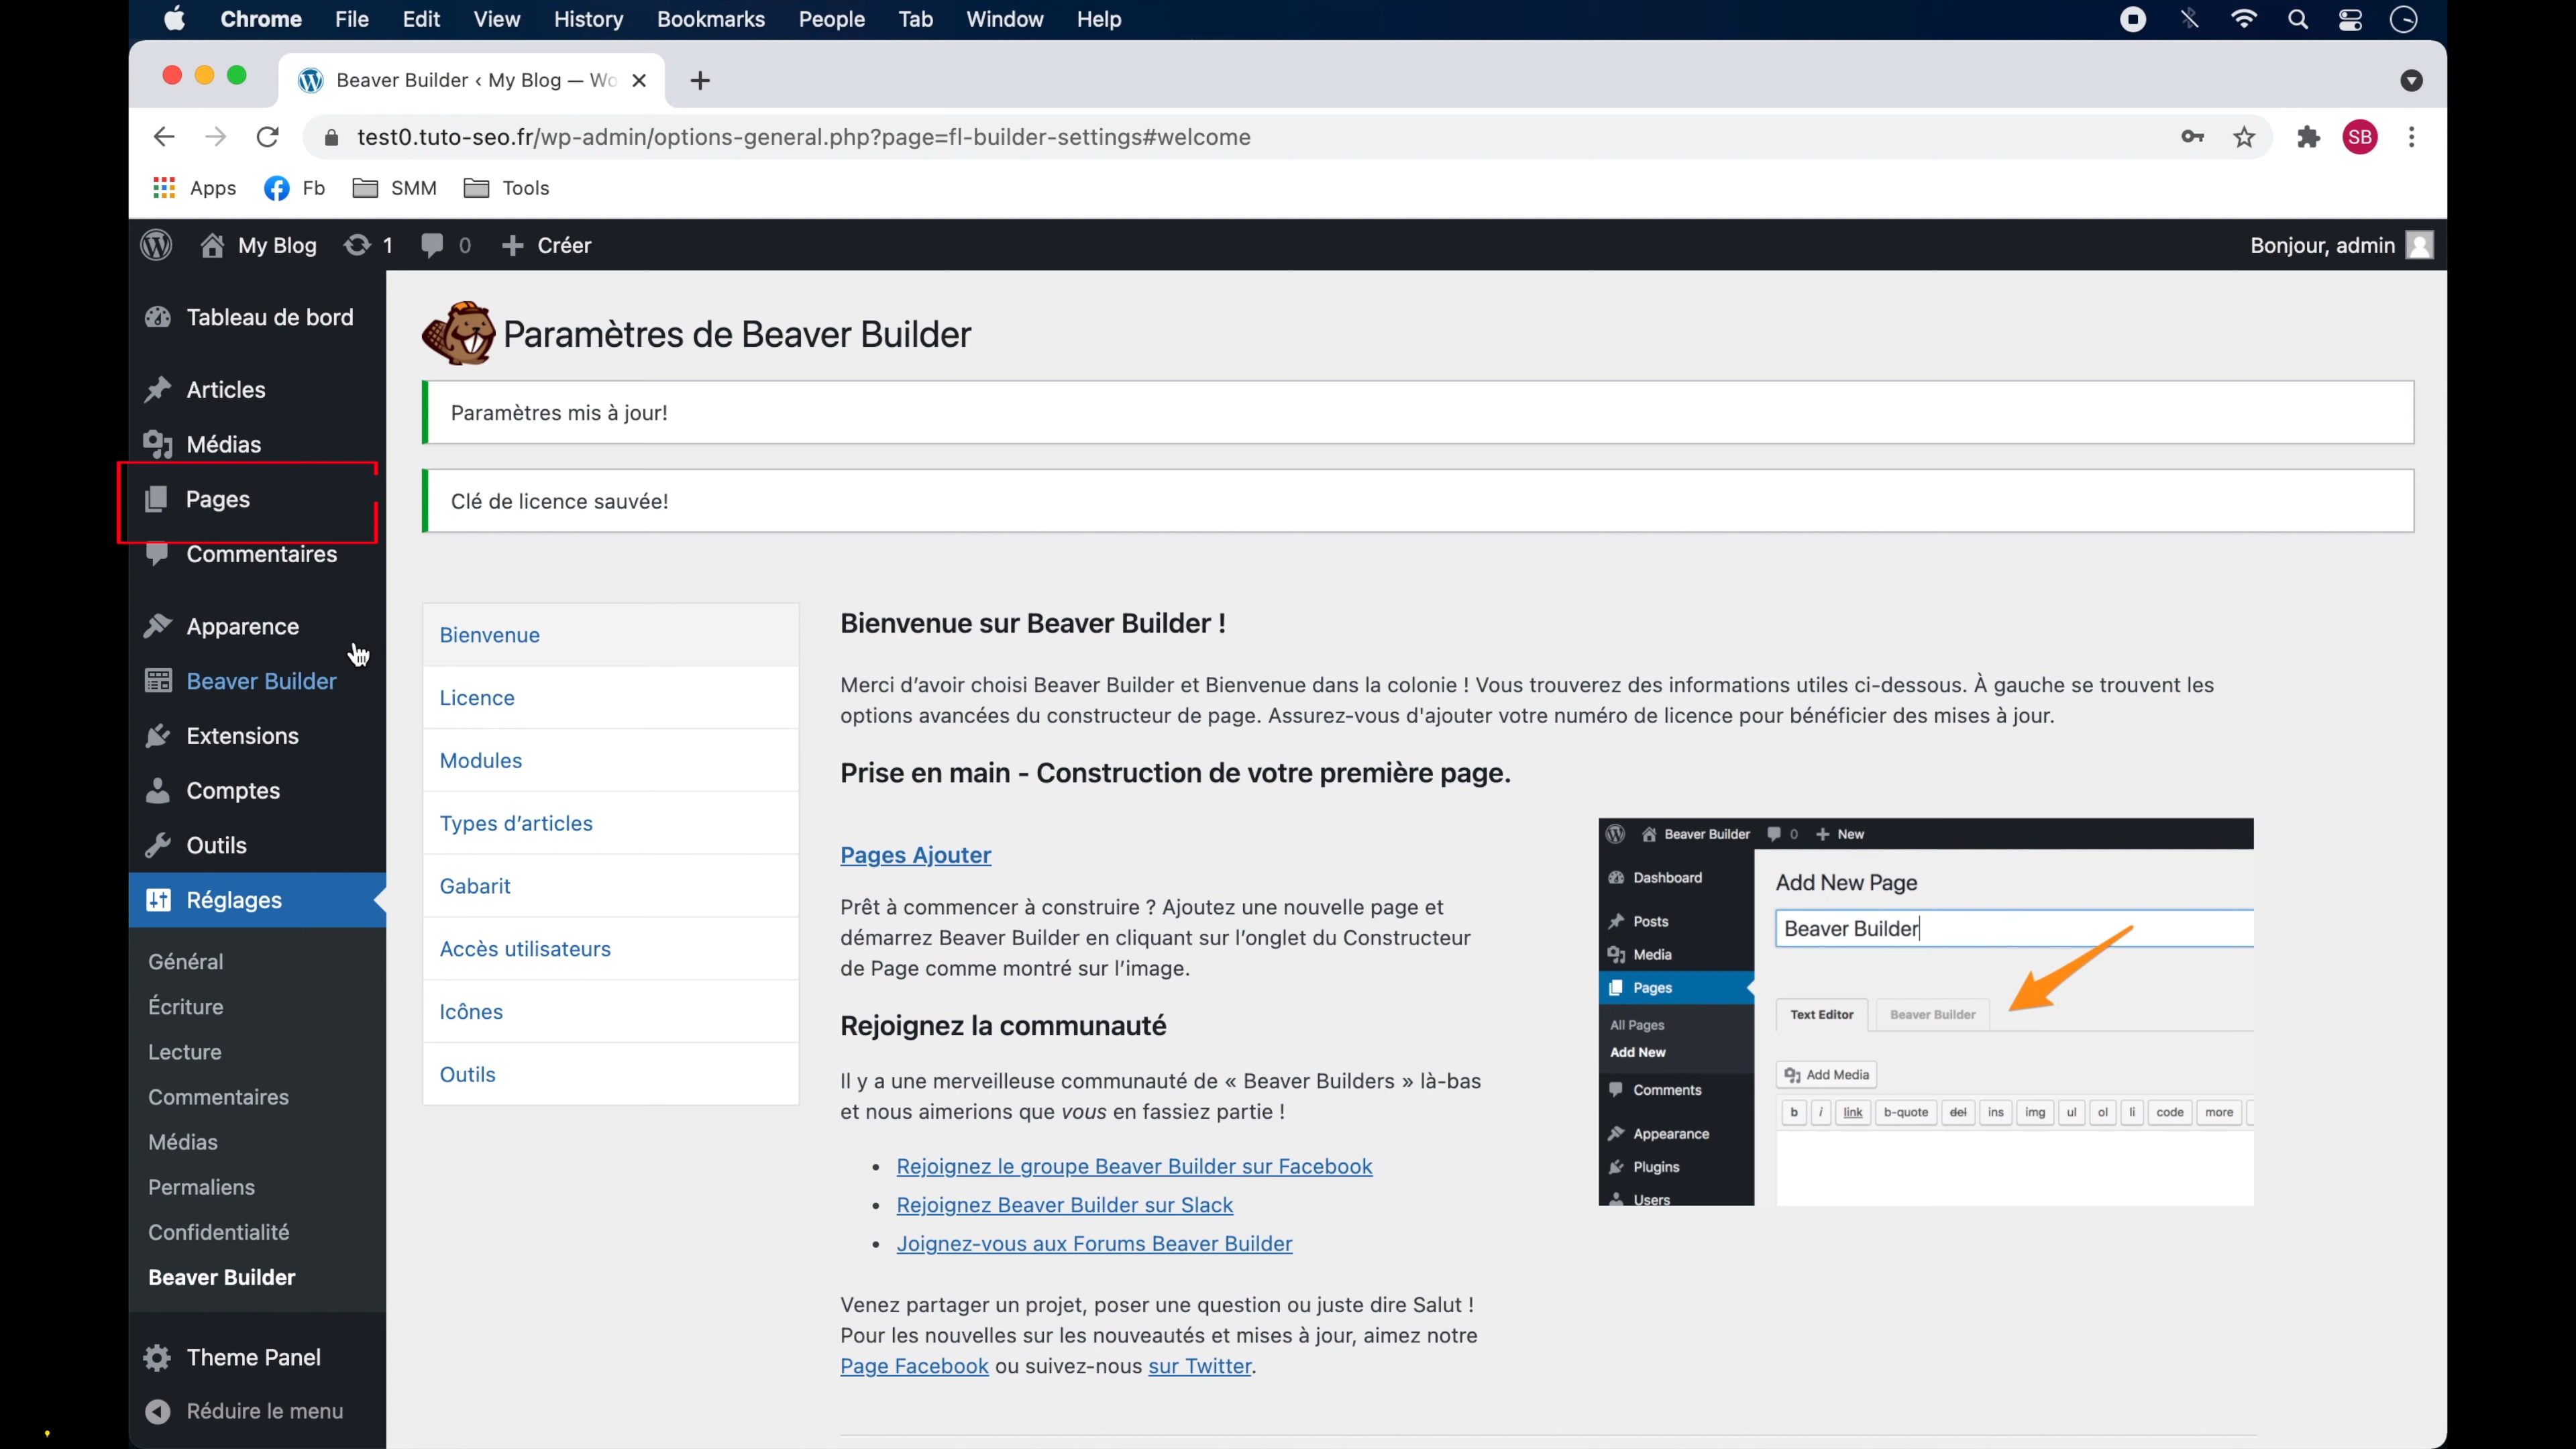 Chrome File Edit View History Bookmarks People Tab Window Help
Beaver Builder ‹ My Blog — Wo
test0.tuto-seo.fr/wp-admin/options-general.php?page=fl-builder-settings#welcome
SB
Apps Fb SMM Tools
My Blog 1 0 Créer
Bonjour, admin
Tableau de bord
Articles
Médias
Pages
Commentaires
Apparence
Beaver Builder
Extensions
Comptes
Outils
Réglages
Général
Écriture
Lecture
Commentaires
Médias
Permaliens
Confidentialité
Beaver Builder
Theme Panel
Réduire le menu
Paramètres de Beaver Builder
Paramètres mis à jour!
Clé de licence sauvée!
Bienvenue
Licence
Modules
Types d’articles
Gabarit
Accès utilisateurs
Icônes
Outils
Bienvenue sur Beaver Builder !
Merci d’avoir choisi Beaver Builder et Bienvenue dans la colonie ! Vous trouverez des informations utiles ci-dessous. À gauche se trouvent les
options avancées du constructeur de page. Assurez-vous d'ajouter votre numéro de licence pour bénéficier des mises à jour.
Prise en main - Construction de votre première page.
Pages Ajouter
Prêt à commencer à construire ? Ajoutez une nouvelle page et
démarrez Beaver Builder en cliquant sur l’onglet du Constructeur
de Page comme montré sur l’image.
Rejoignez la communauté
Il y a une merveilleuse communauté de « Beaver Builders » là-bas
et nous aimerions que vous en fassiez partie !
• Rejoignez le groupe Beaver Builder sur Facebook
• Rejoignez Beaver Builder sur Slack
• Joignez-vous aux Forums Beaver Builder
Venez partager un projet, poser une question ou juste dire Salut !
Pour les nouvelles sur les nouveautés et mises à jour, aimez notre
Page Facebook ou suivez-nous sur Twitter.
Beaver Builder 0 New
Dashboard
Posts
Media
Pages
All Pages
Add New
Comments
Appearance
Plugins
Users
Add New Page
Beaver Builder
Text Editor Beaver Builder
Add Media
b i link b-quote del ins img ul ol li code more